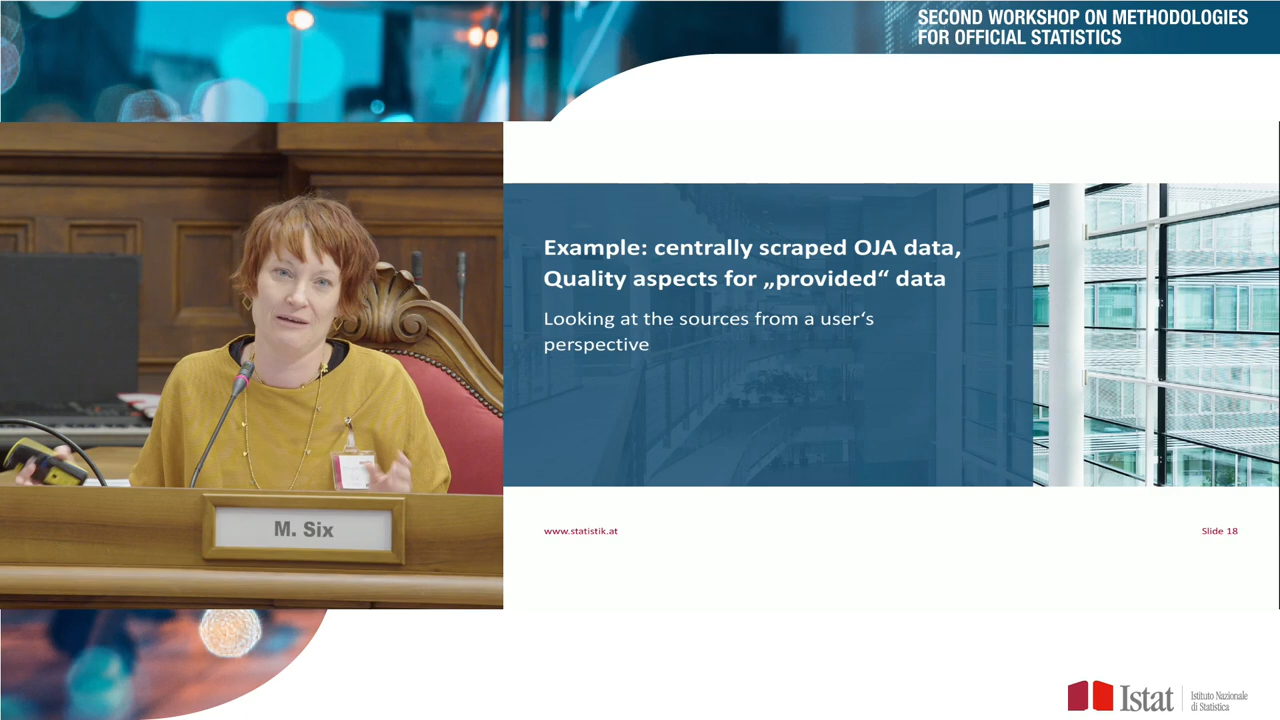 SECOND WORKSHOP ON METHODOLOGIES
FOR OFFICIAL STATISTICS
Example: centrally scraped OJA data,
Quality aspects for „provided“ data
Looking at the sources from a user‘s
perspective
M. Six
www.statistik.at
Slide 18
Istat
Istituto Nazionale
di Statistica